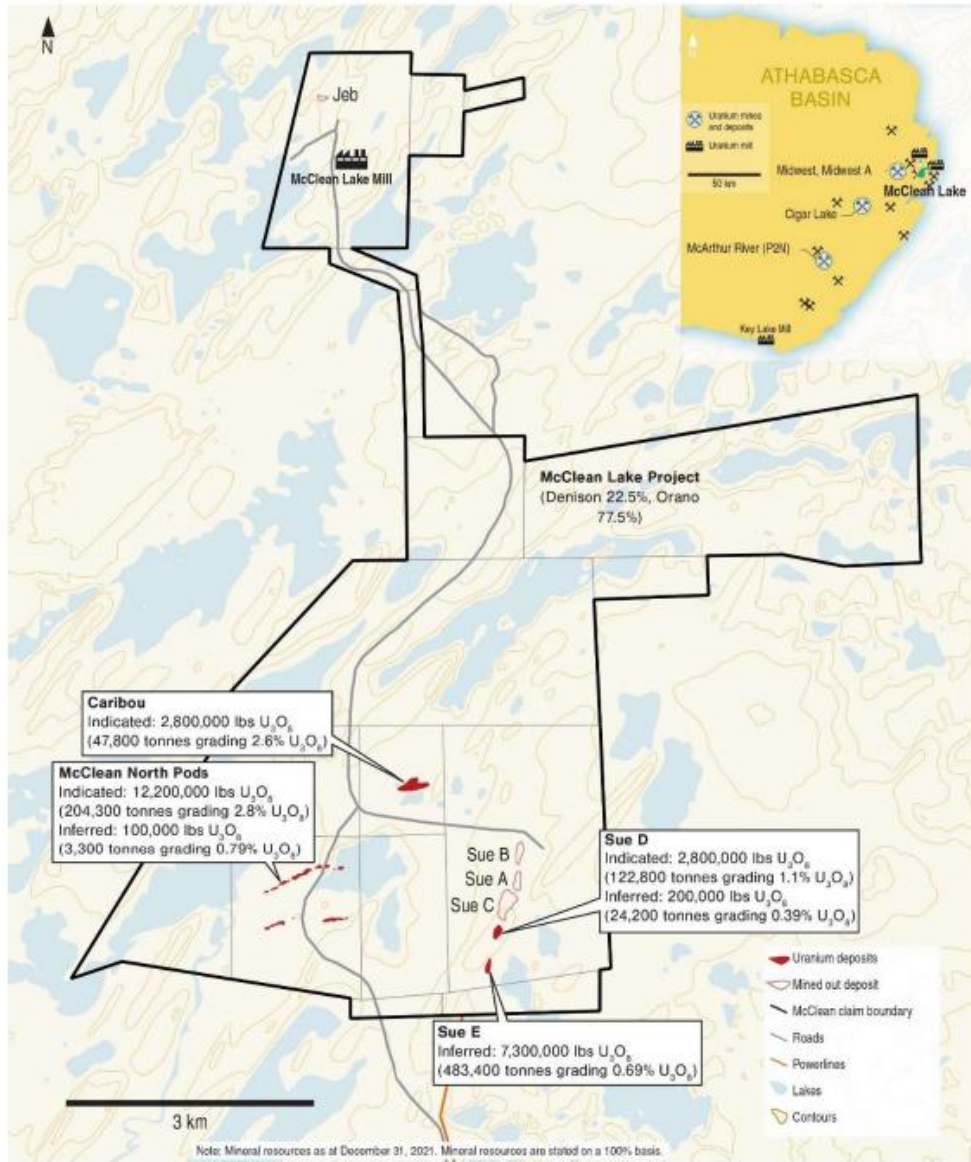 N
Jeb
McClean Lake Mill
ATHABASCA
BASIN
Uranium mines
and deposits
Uranium mill
50 km
Midwest, Midwest A
McClean Lake
Cigar Lake
McArthur River (P2N)
Key Lake Mill
McClean Lake Project
(Denison 22.5%, Orano
77.5%)
Caribou
Indicated: 2,800,000 lbs U₃O₈
(47,800 tonnes grading 2.6% U₃O₈)
McClean North Pods
Indicated: 12,200,000 lbs U₃O₈
(204,300 tonnes grading 2.8% U₃O₈)
Inferred: 100,000 lbs U₃O₈
(3,300 tonnes grading 0.79% U₃O₈)
Sue B
Sue A
Sue C
Sue D
Indicated: 2,800,000 lbs U₃O₈
(122,800 tonnes grading 1.1% U₃O₈)
Inferred: 200,000 lbs U₃O₈
(24,200 tonnes grading 0.39% U₃O₈)
Sue E
Inferred: 7,300,000 lbs U₃O₈
(483,400 tonnes grading 0.69% U₃O₈)
Uranium deposits
Mined out deposit
McClean claim boundary
Roads
Powerlines
Lakes
Contours
3 km
Note: Mineral resources as at December 31, 2021. Mineral resources are stated on a 100% basis.